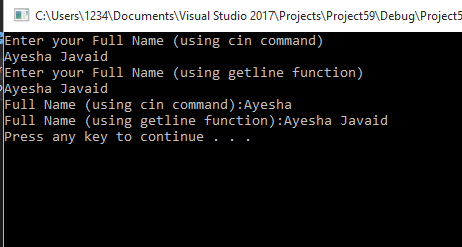 C:\Users\1234\Documents\Visual Studio 2017\Projects\Project59\Debug\Project5
Enter your Full Name (using cin command)
Ayesha Javaid
Enter your Full Name (using getline function)
Ayesha Javaid
Full Name (using cin command):Ayesha
Full Name (using getline function):Ayesha Javaid
Press any key to continue . . .